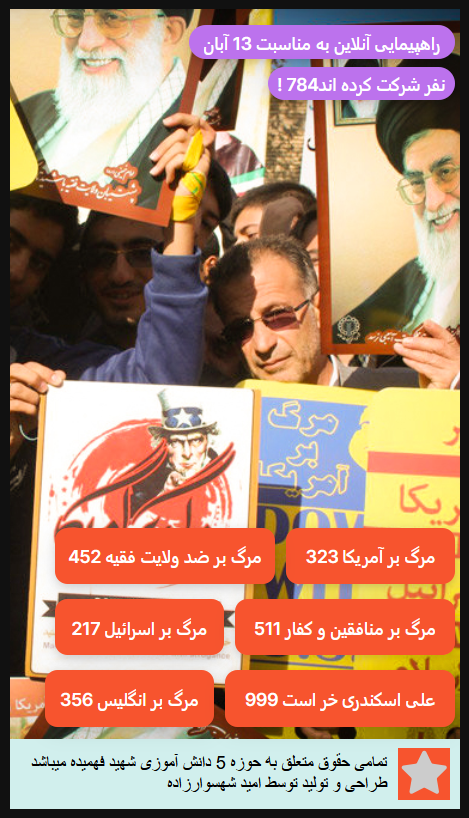 راهپیمایی آنلاین به مناسبت 13 آبان
نفر شرکت کرده اند784 !
مرگ
بر
آمریکا
مرگ بر آمریکا 323
مرگ بر ضد ولایت فقیه 452
مرگ بر منافقین و کفار 511
مرگ بر اسرائیل 217
علی اسکندری خر است 999
مرگ بر انگلیس 356
تمامی حقوق متعلق به حوزه 5 دانش آموزی شهید فهمیده میباشد
طراحی و تولید توسط امید شهسوارزاده